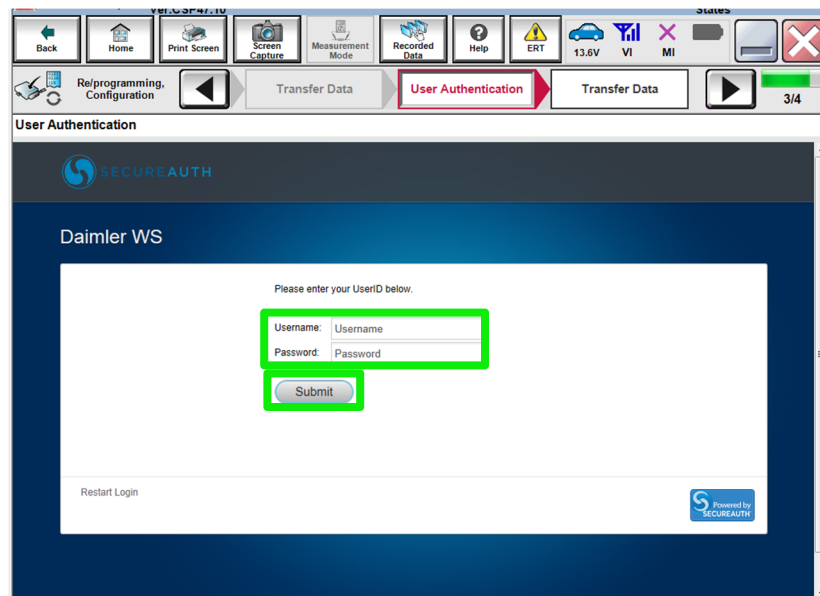 Ver.CSP47.10
States
Back
Home
Print Screen
Screen
Capture
Measurement
Mode
Recorded
Data
Help
ERT
13.6V
VI
MI
Re/programming,
Configuration
Transfer Data
User Authentication
Transfer Data
3/4
User Authentication
SECUREAUTH
Daimler WS
Please enter your UserID below.
Username: Username
Password: Password
Submit
Restart Login
Powered by
SECUREAUTH